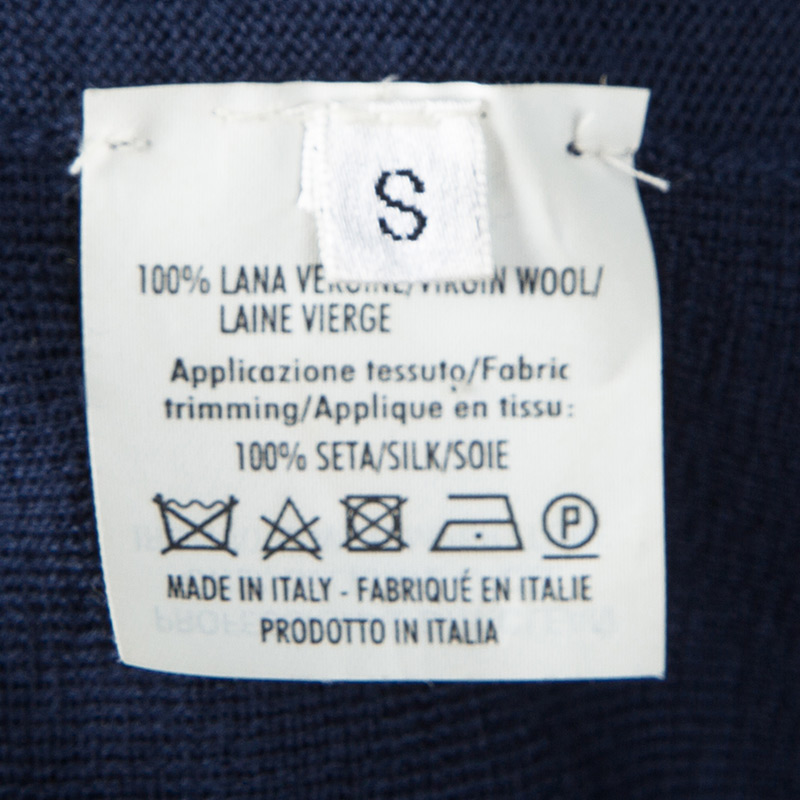 S
100% LANA VERGINE/VIRGIN WOOL/
LAINE VIERGE
Applicazione tessuto/Fabric
trimming/Applique en tissu:
100% SETA/SILK/SOIE
P
MADE IN ITALY - FABRIQUÉ EN ITALIE
PRODOTTO IN ITALIA